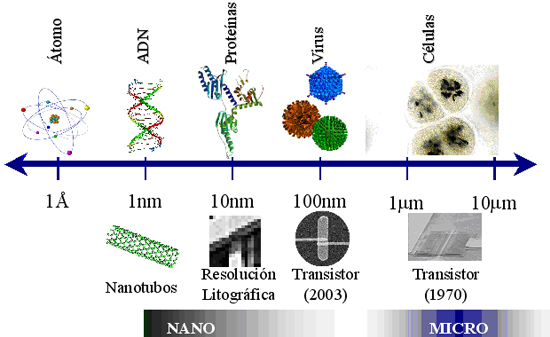 Átomo
ADN
Proteínas
Virus
Células
1Å
1nm
10nm
100nm
1µm
10µm
Nanotubos
Resolución
Litográfica
Transistor
(2003)
Transistor
(1970)
NANO
MICRO